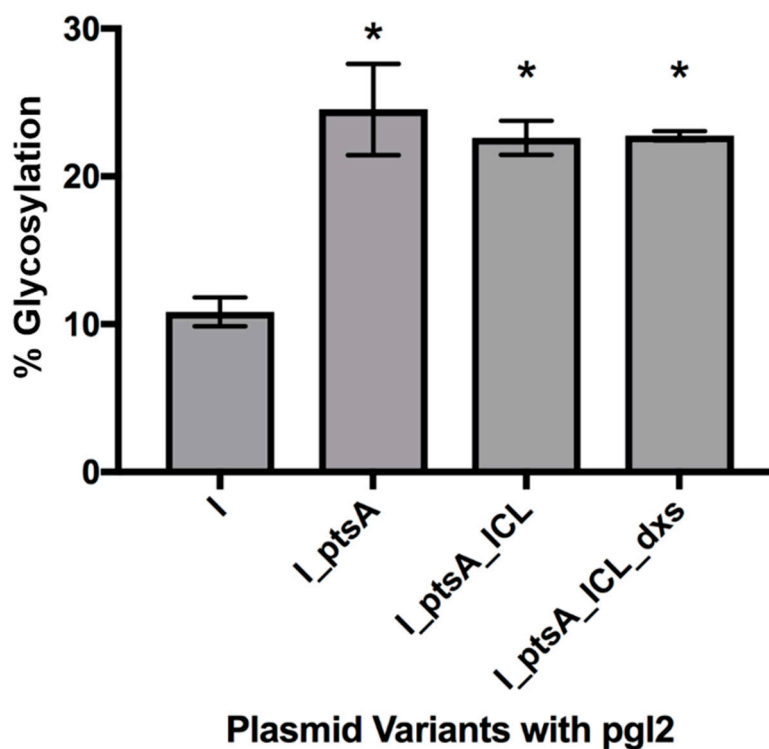 % Glycosylation
30
20
10
0
*
*
*
I
I_ptsA
I_ptsA_ICL
I_ptsA_ICL_dxs
Plasmid Variants with pgl2